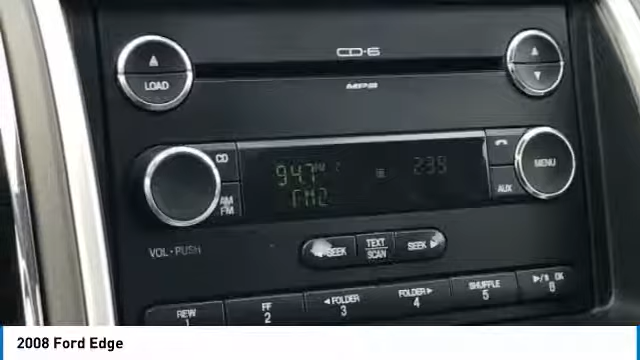 CD-6
LOAD
MP3
CD
94.7
2:39
MENU
AM
FM
FM2
AUX
VOL • PUSH
SEEK
TEXT
SCAN
SEEK
REW
1
FF
2
FOLDER
3
FOLDER
4
SHUFFLE
5
OK
6
2008 Ford Edge